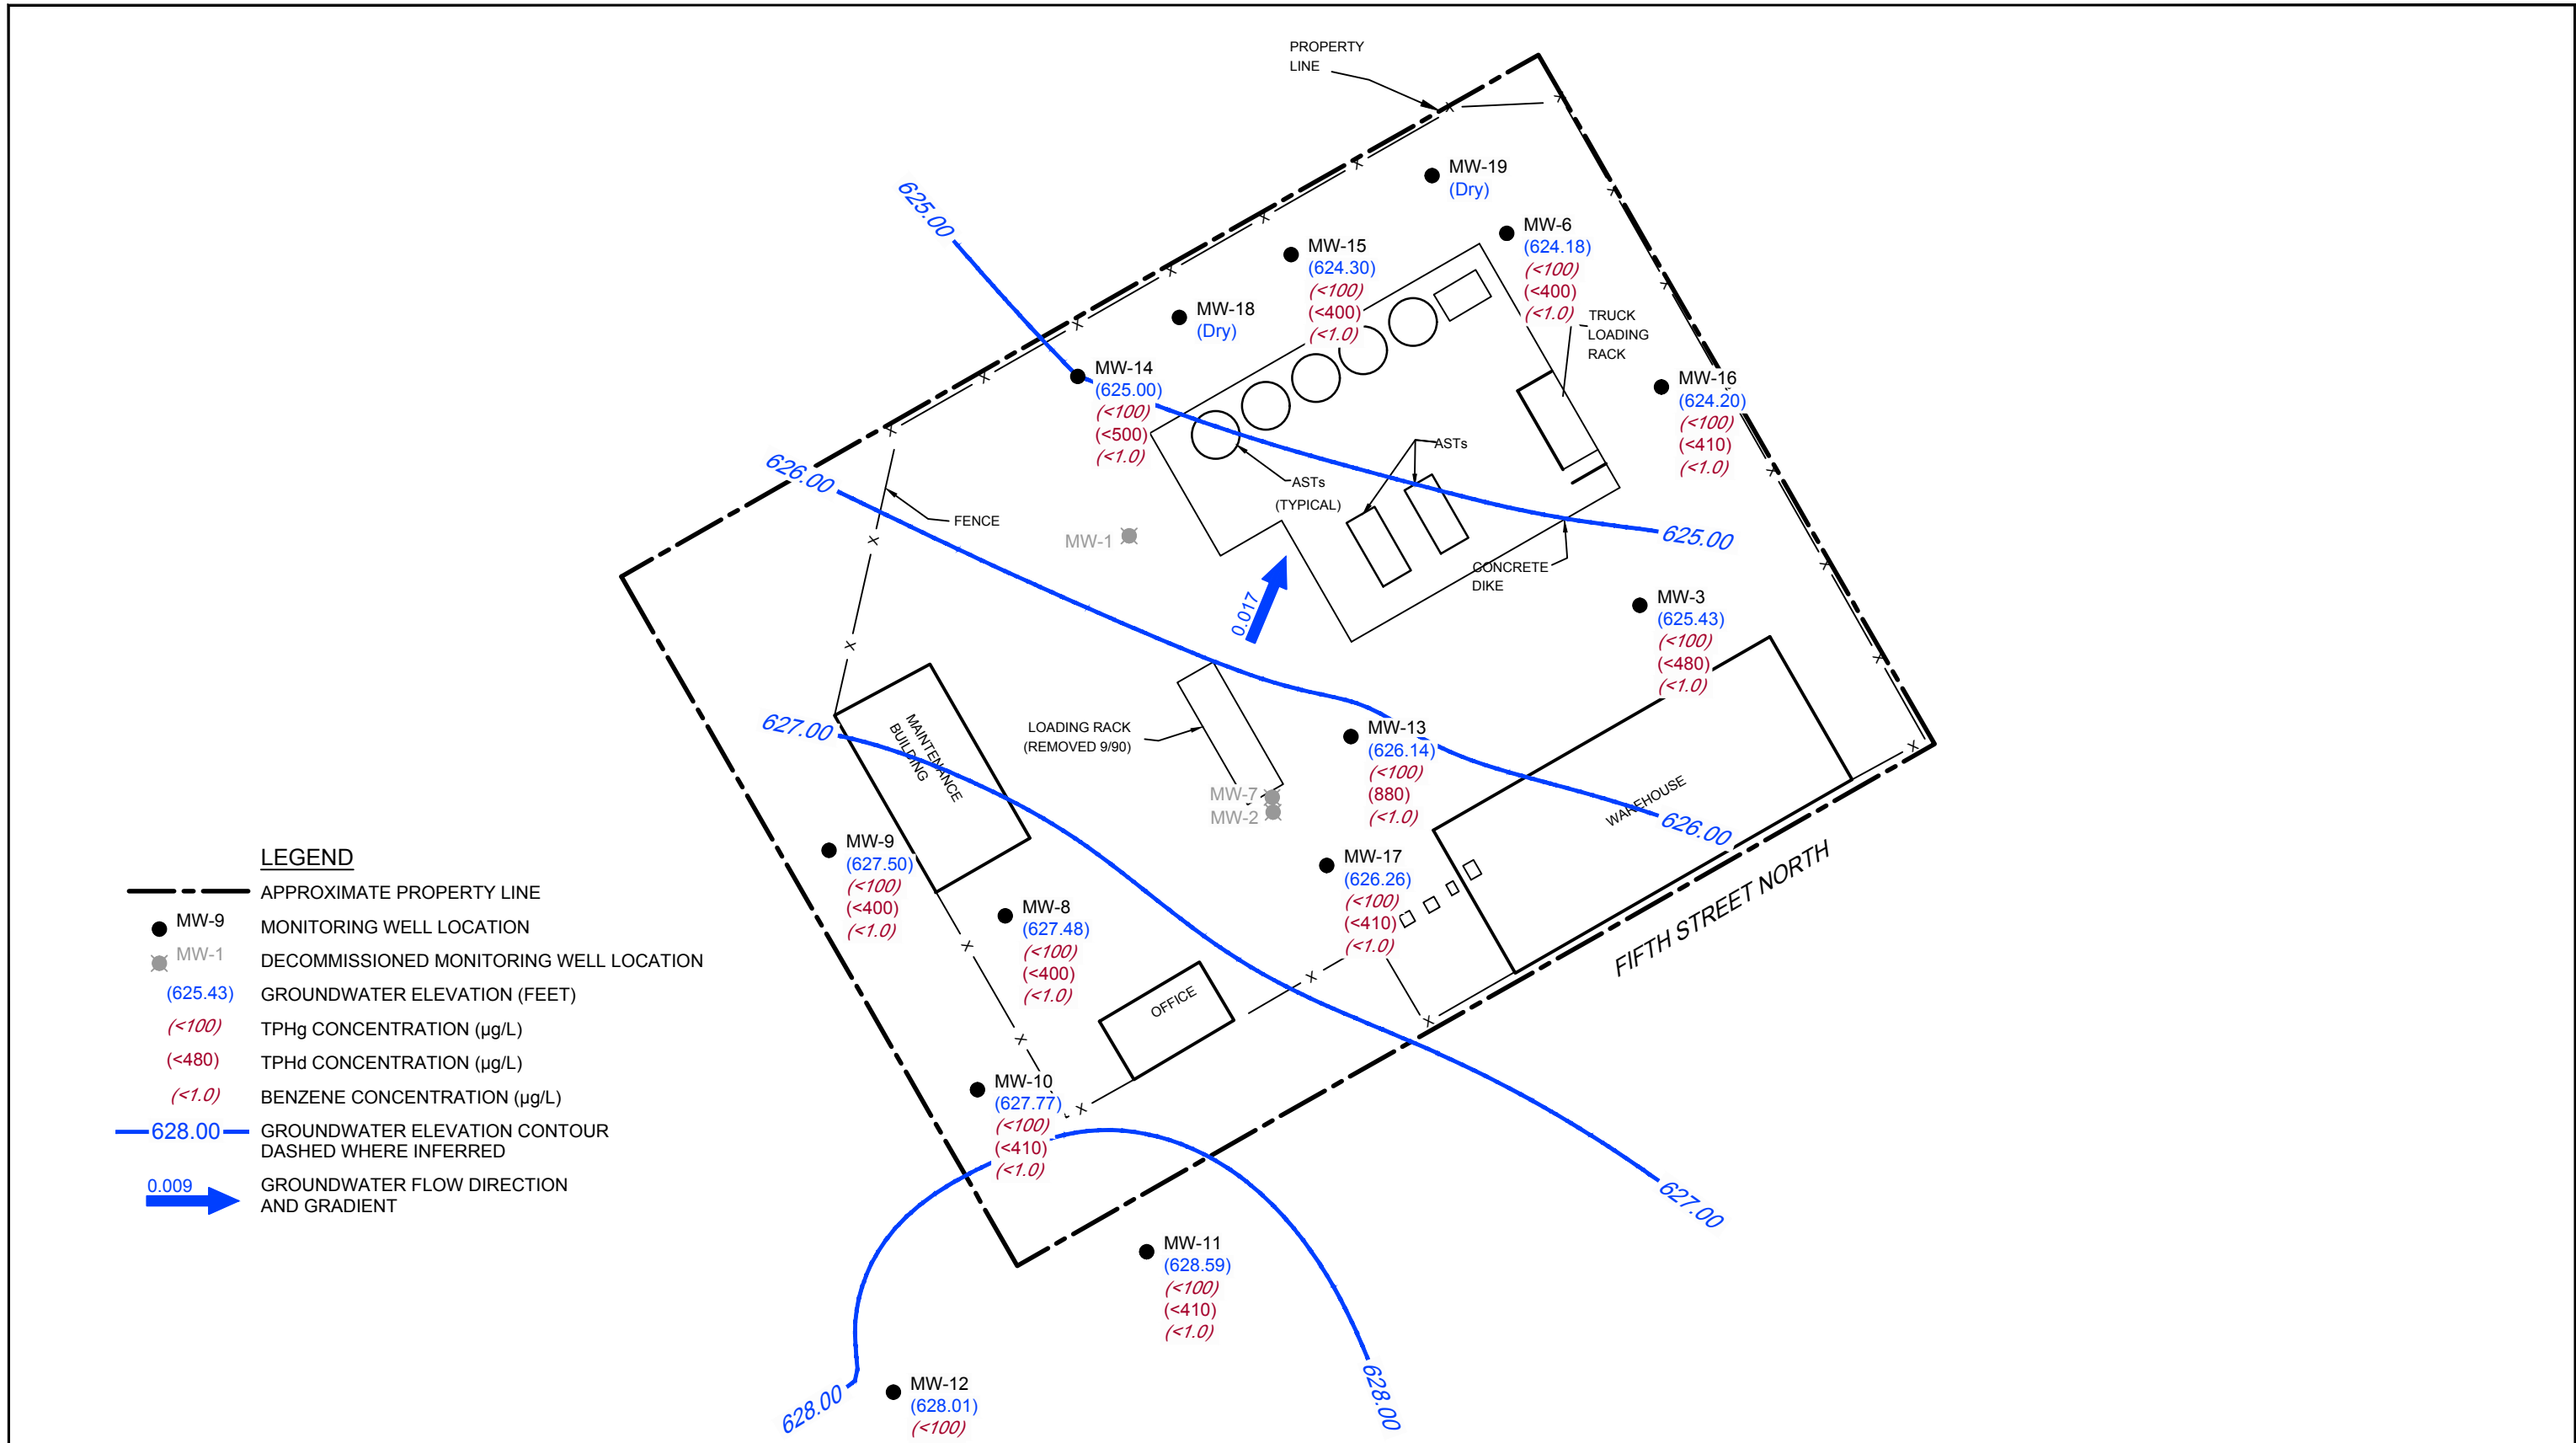 PROPERTY
LINE
MW-19
(Dry)
625.00
MW-6
(624.18)
(<100)
(<400)
(<1.0)
MW-15
(624.30)
(<100)
(<400)
(<1.0)
MW-18
(Dry)
TRUCK
LOADING
RACK
MW-14
(625.00)
(<100)
(<500)
(<1.0)
MW-16
(624.20)
(<100)
(<410)
(<1.0)
ASTs
626.00
ASTs
(TYPICAL)
FENCE
MW-1
625.00
CONCRETE
DIKE
0.017
MW-3
(625.43)
(<100)
(<480)
(<1.0)
627.00
MAINTENANCE
BUILDING
LOADING RACK
(REMOVED 9/90)
MW-13
(626.14)
(<100)
(880)
(<1.0)
MW-7
MW-2
WAREHOUSE
626.00
MW-9
(627.50)
(<100)
(<400)
(<1.0)
MW-17
(626.26)
(<100)
(<410)
(<1.0)
FIFTH STREET NORTH
MW-8
(627.48)
(<100)
(<400)
(<1.0)
OFFICE
MW-10
(627.77)
(<100)
(<410)
(<1.0)
627.00
MW-11
(628.59)
(<100)
(<410)
(<1.0)
628.00
628.00
MW-12
(628.01)
(<100)
LEGEND
APPROXIMATE PROPERTY LINE
MW-9 MONITORING WELL LOCATION
MW-1 DECOMMISSIONED MONITORING WELL LOCATION
(625.43) GROUNDWATER ELEVATION (FEET)
(<100) TPHg CONCENTRATION (µg/L)
(<480) TPHd CONCENTRATION (µg/L)
(<1.0) BENZENE CONCENTRATION (µg/L)
628.00 GROUNDWATER ELEVATION CONTOUR
DASHED WHERE INFERRED
0.009 GROUNDWATER FLOW DIRECTION
AND GRADIENT